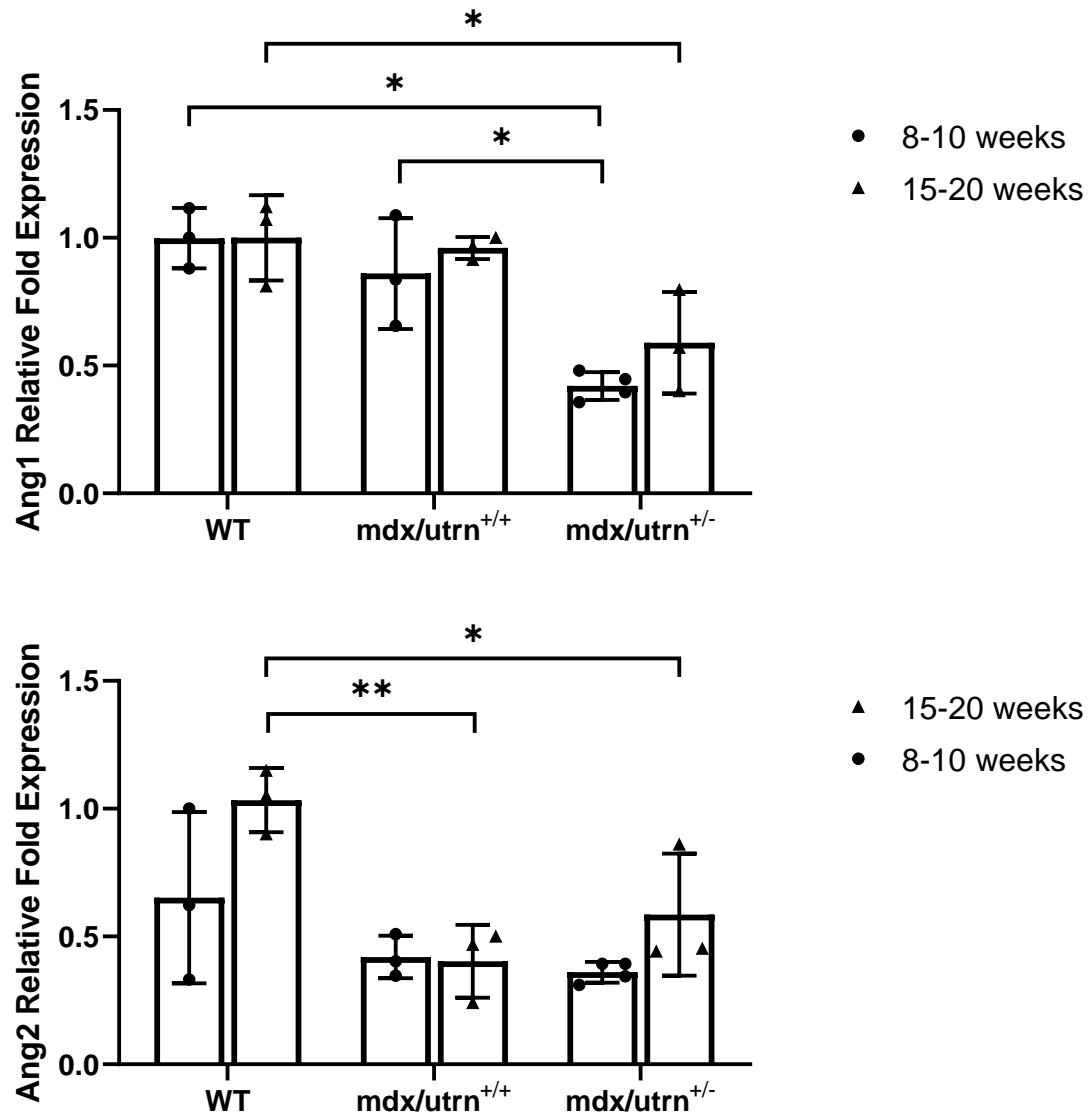 *
*
*
Ang1 Relative Fold Expression
1.5
1.0
0.5
0.0
WT
mdx/utrn+/+
mdx/utrn+/-
8-10 weeks
15-20 weeks
*
**
Ang2 Relative Fold Expression
1.5
1.0
0.5
0.0
WT
mdx/utrn+/+
mdx/utrn+/-
15-20 weeks
8-10 weeks